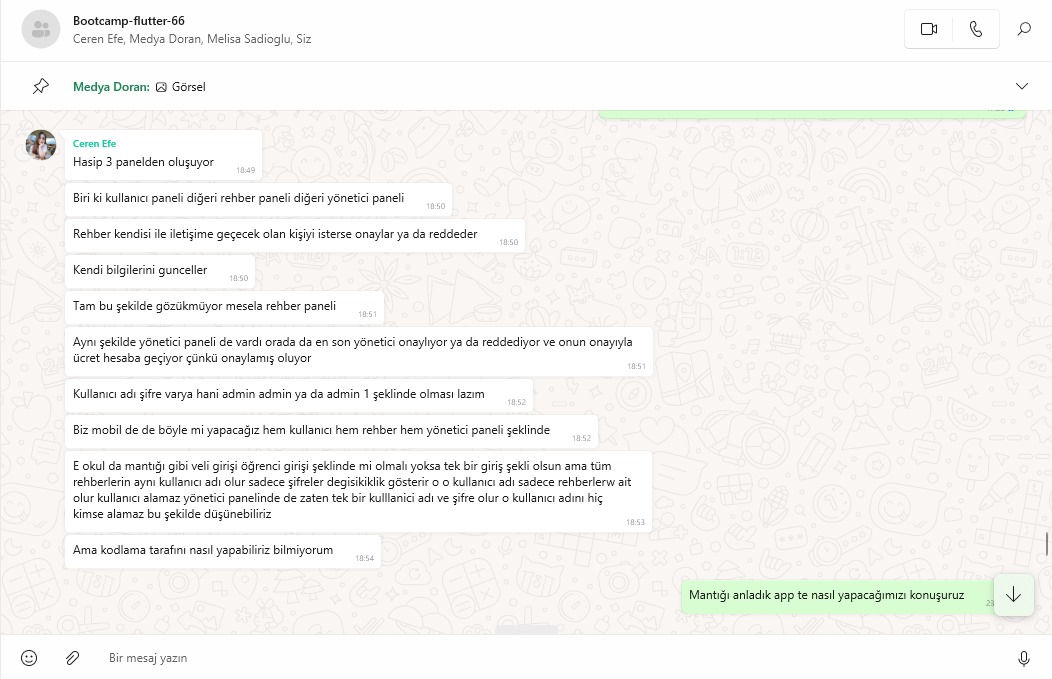 Bootcamp-flutter-66
Ceren Efe, Medya Doran, Melisa Sadioglu, Siz
Medya Doran: Görsel
Ceren Efe
Hasip 3 panelden oluşuyor
18:49
Biri ki kullanıcı paneli diğeri rehber paneli diğeri yönetici paneli
18:50
Rehber kendisi ile iletişime geçecek olan kişiyi isterse onaylar ya da reddeder
18:50
Kendi bilgilerini gunceller
18:50
Tam bu şekilde gözükmüyor mesela rehber paneli
18:51
Aynı şekilde yönetici paneli de vardı orada da en son yönetici onaylıyor ya da reddediyor ve onun onayıyla
ücret hesaba geçiyor çünkü onaylamış oluyor
18:51
Kullanıcı adı şifre varya hani admin admin ya da admin 1 şeklinde olması lazım
18:52
Biz mobil de de böyle mi yapacağız hem kullanıcı hem rehber hem yönetici paneli şeklinde
18:52
E okul da mantığı gibi veli girişi öğrenci girişi şeklinde mi olmalı yoksa tek bir giriş şekli olsun ama tüm
rehberlerin aynı kullanıcı adı olur sadece şifreler degisikiklik gösterir o o kullanıcı adı sadece rehberlerw ait
olur kullanıcı alamaz yönetici panelinde de zaten tek bir kulllanici adı ve şifre olur o kullanıcı adını hiç
kimse alamaz bu şekilde düşünebiliriz
18:53
Ama kodlama tarafını nasıl yapabiliriz bilmiyorum
18:54
Mantığı anladık app te nasıl yapacağımızı konuşuruz
Bir mesaj yazın